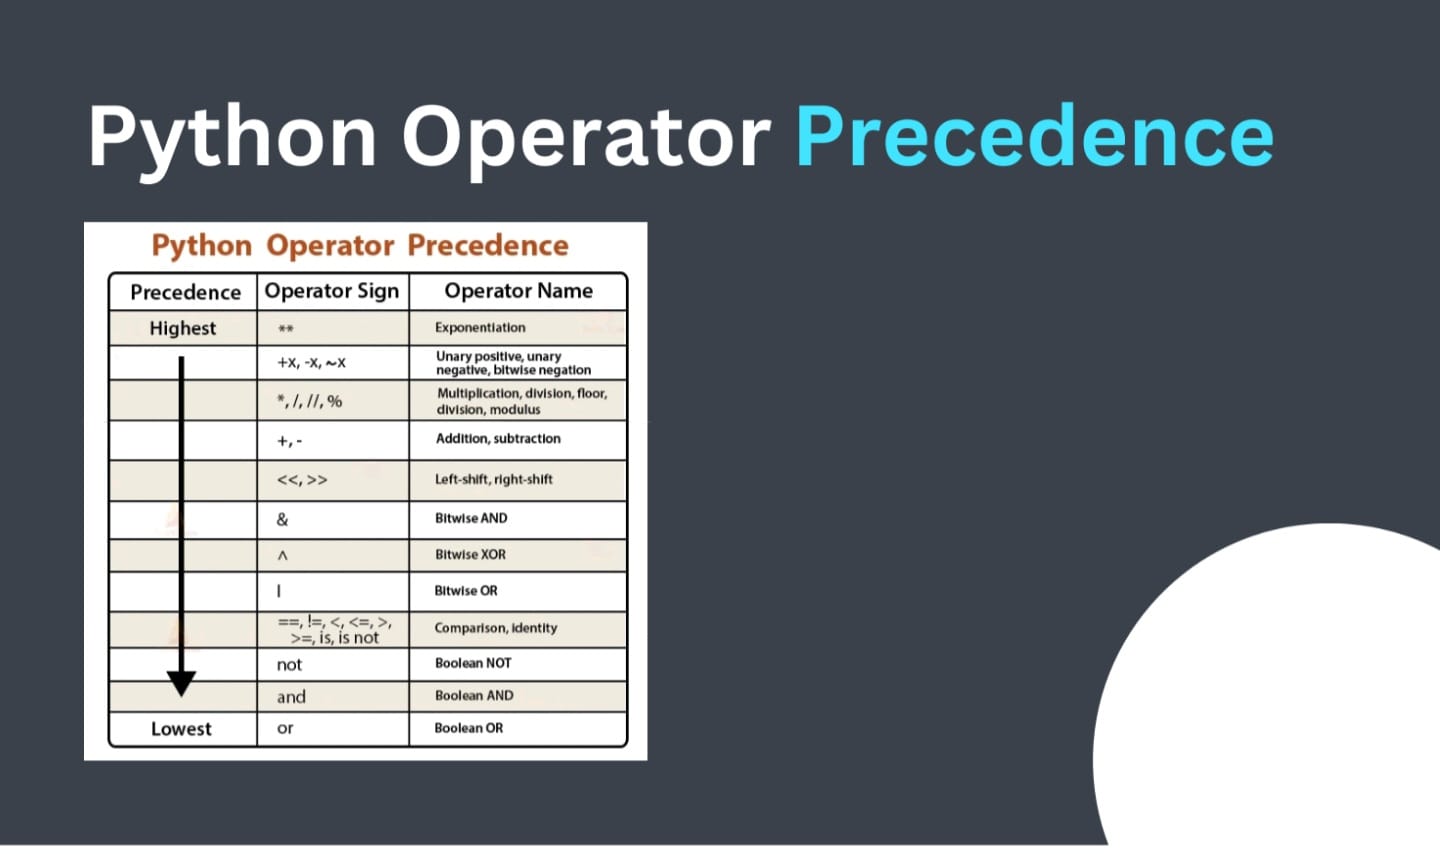 Python Operator Precedence
Python Operator Precedence
Precedence Operator Sign Operator Name
Highest ** Exponentiation
+x, -x, ~x Unary positive, unary
negative, bitwise negation
*, /, //, % Multiplication, division, floor,
division, modulus
+, - Addition, subtraction
<<, >> Left-shift, right-shift
& Bitwise AND
^ Bitwise XOR
| Bitwise OR
==, !=, <, <=, >,
>=, is, is not Comparison, identity
not Boolean NOT
and Boolean AND
Lowest or Boolean OR